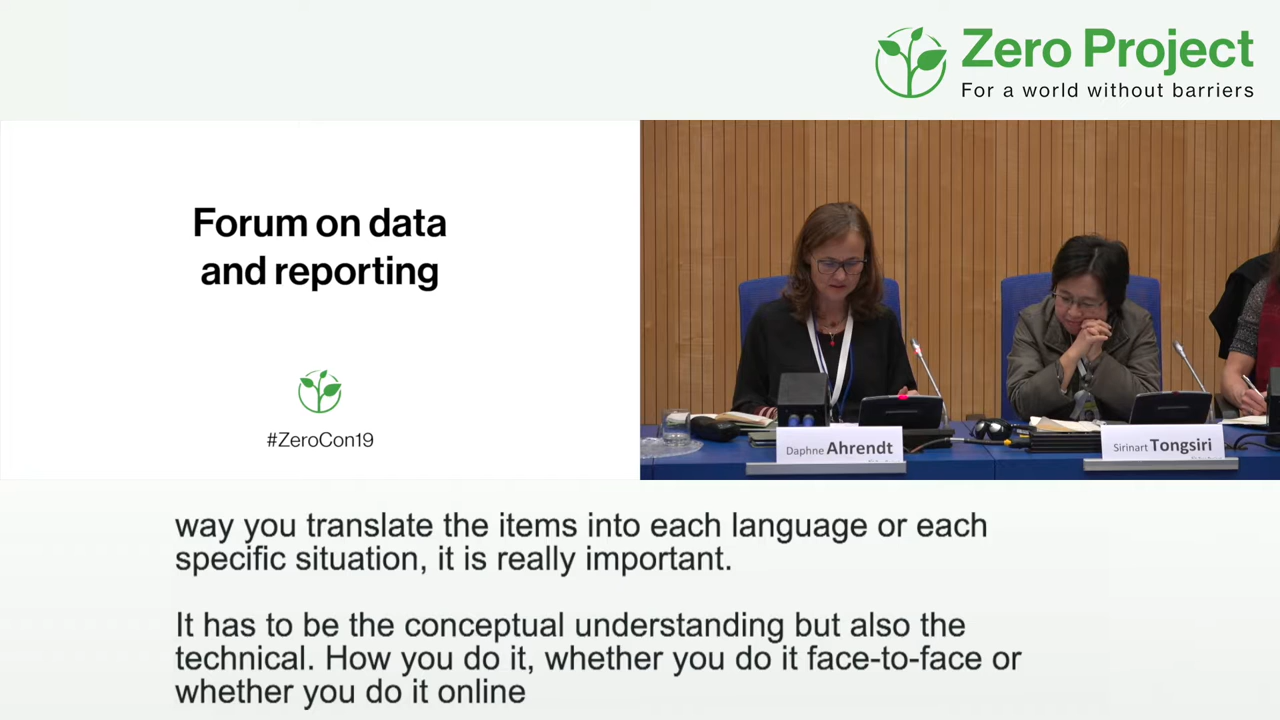 Zero Project
For a world without barriers
Forum on data
and reporting
#ZeroCon19
Daphne Ahrendt
Sirinart Tongsiri
way you translate the items into each language or each
specific situation, it is really important.
It has to be the conceptual understanding but also the
technical. How you do it, whether you do it face-to-face or
whether you do it online